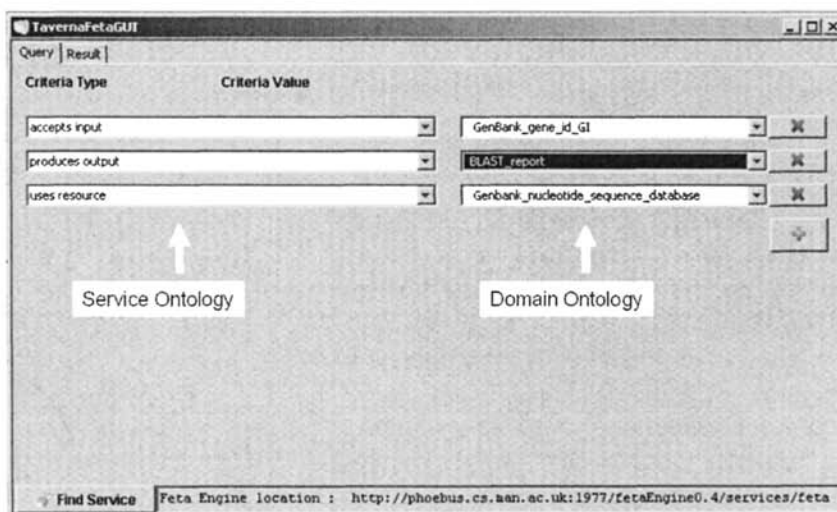 TavernaFetaGUI
Query Result
Criteria Type Criteria Value
accepts input GenBank_gene_id_GI
produces output BLAST_report
uses resource Genbank_nucleotide_sequence_database
Service Ontology Domain Ontology
Find Service Feta Engine location : http://phoebus.cs.man.ac.uk:1977/fetaEngine0.4/services/feta